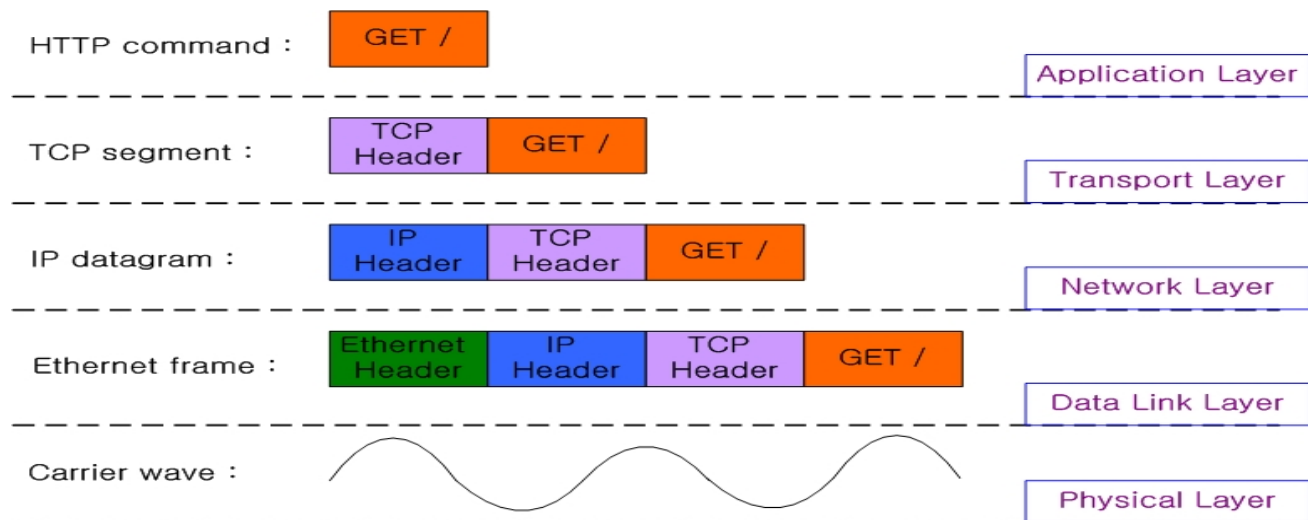 HTTP command :
GET /
Application Layer
TCP segment :
TCP
Header
GET /
Transport Layer
IP datagram :
IP
Header
TCP
Header
GET /
Network Layer
Ethernet frame :
Ethernet
Header
IP
Header
TCP
Header
GET /
Data Link Layer
Carrier wave :
Physical Layer